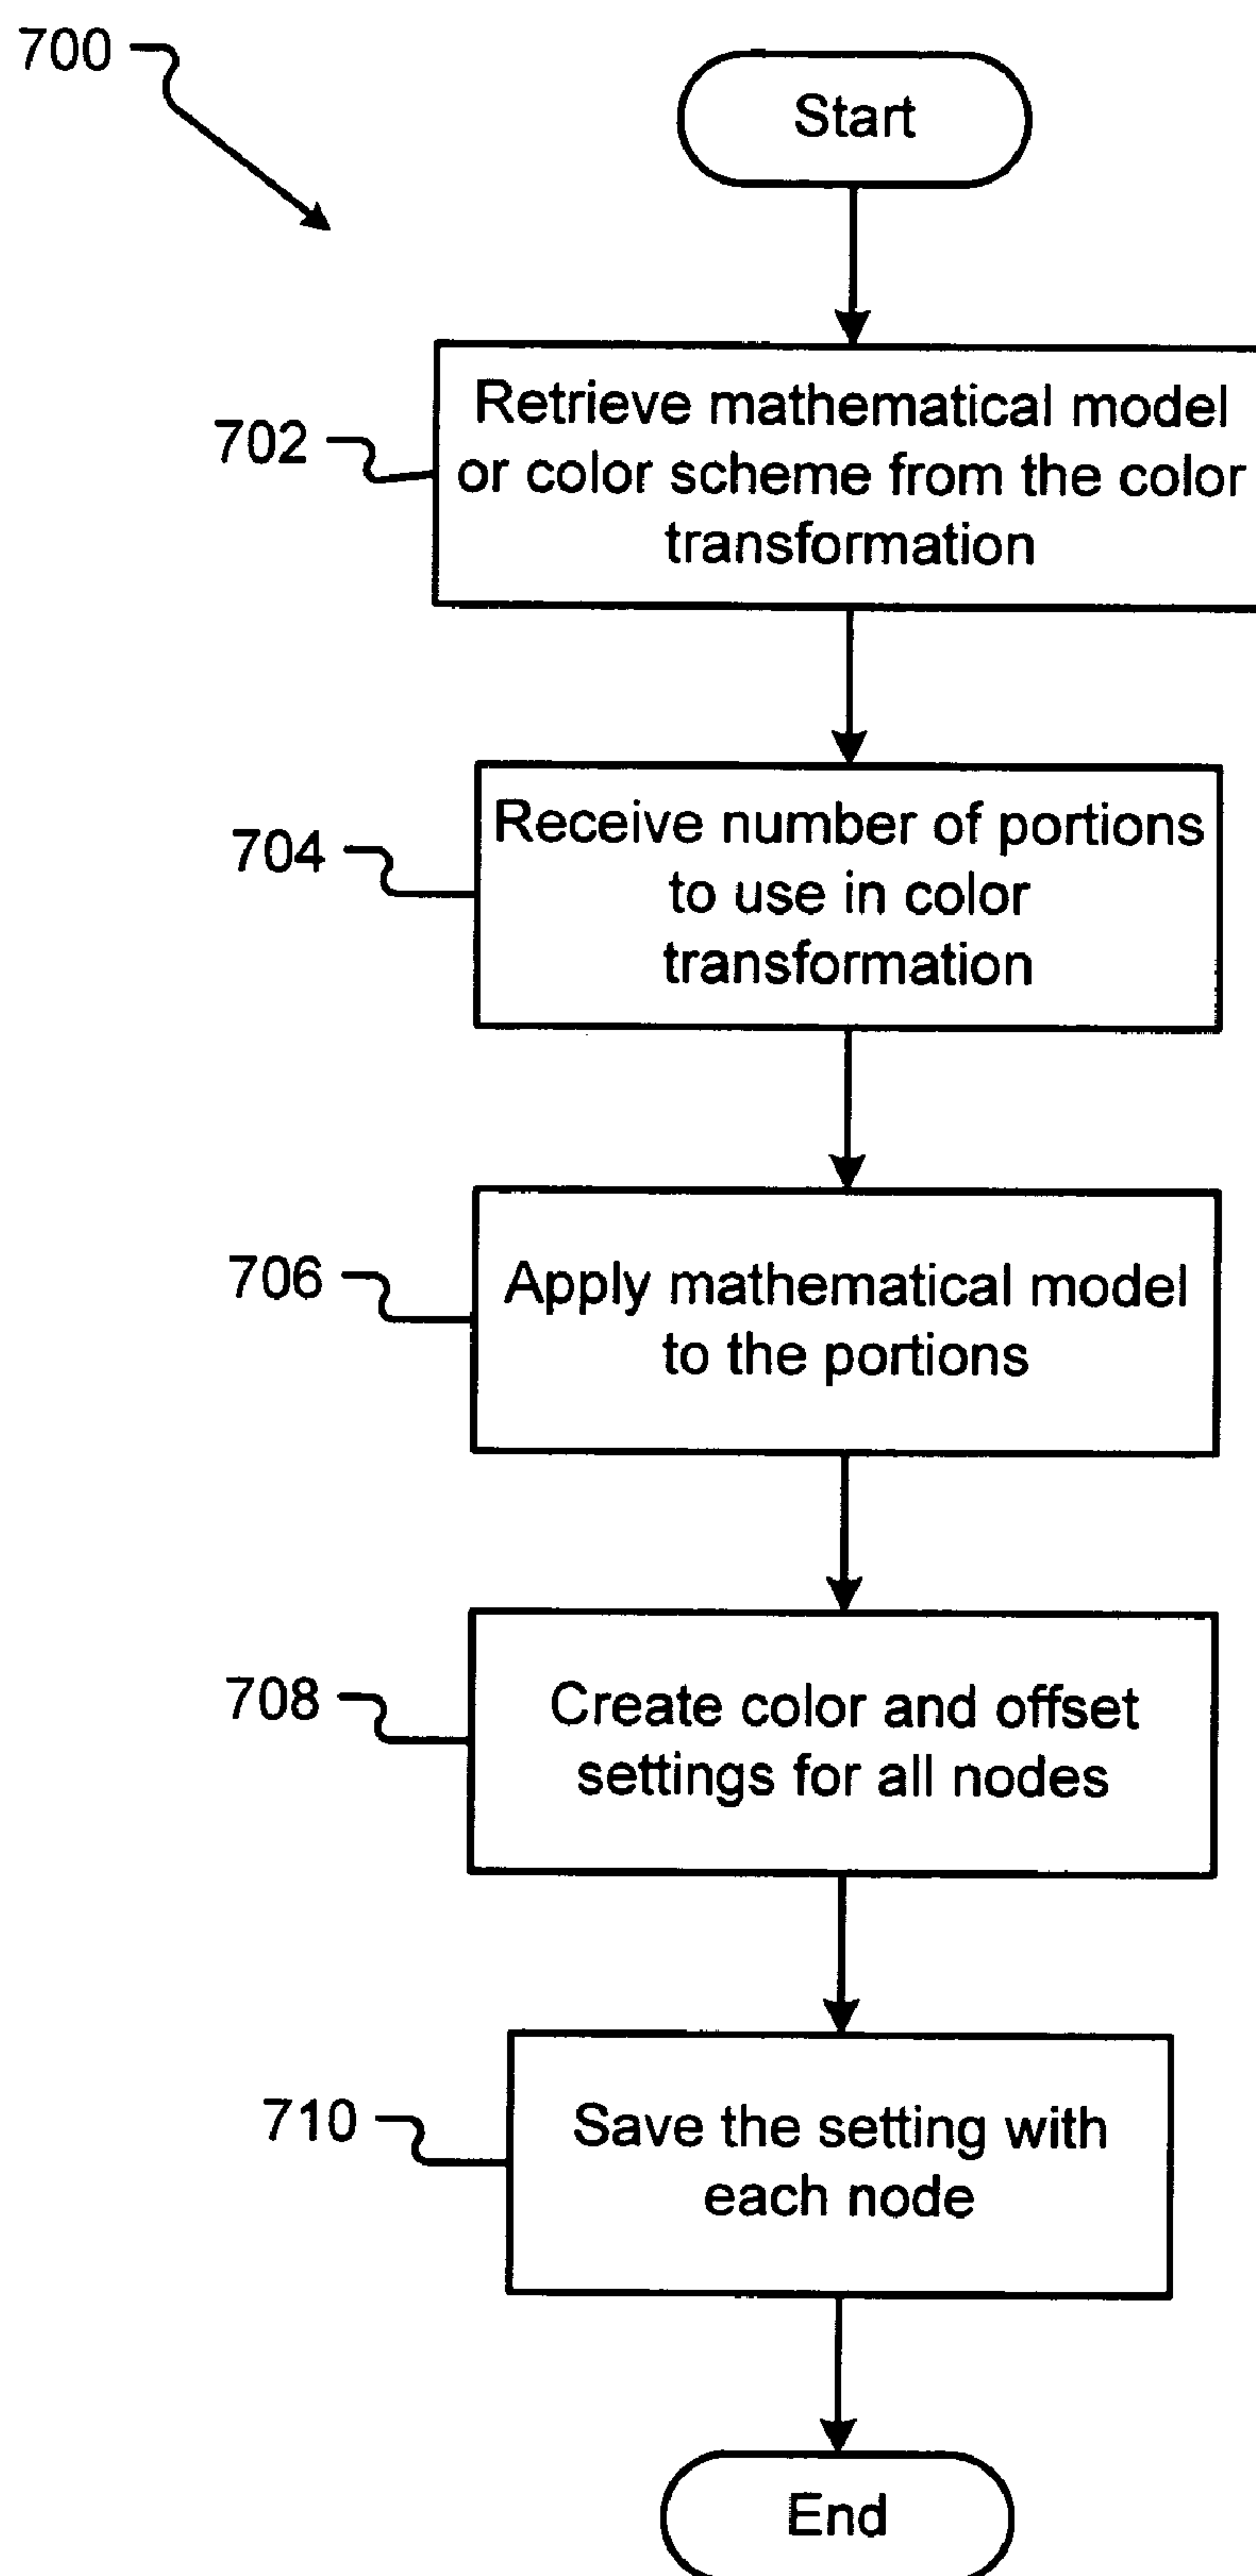 700
Start
702
Retrieve mathematical model
or color scheme from the color
transformation
704
Receive number of portions
to use in color
transformation
706
Apply mathematical model
to the portions
708
Create color and offset
settings for all nodes
710
Save the setting with
each node
End